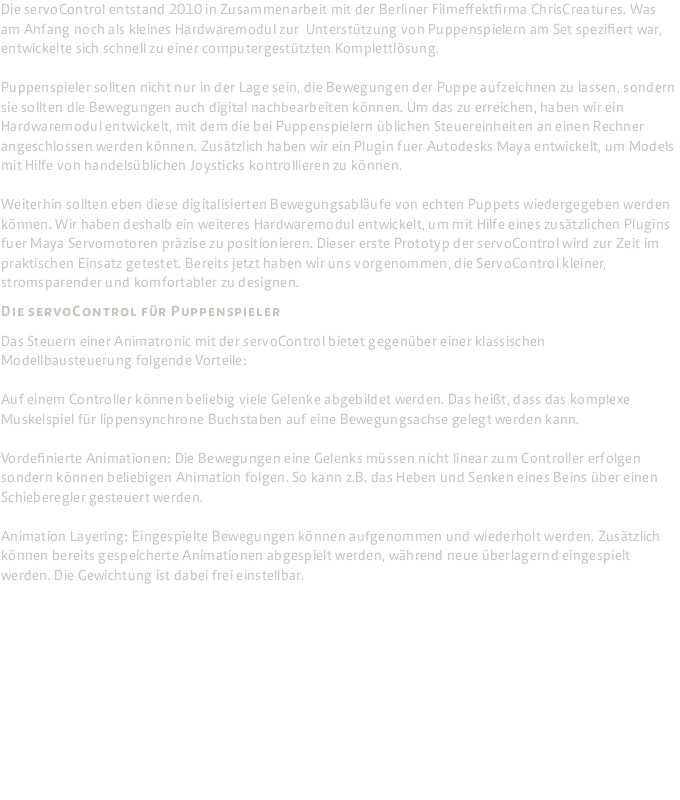 Die servoControl entstand 2010 in Zusammenarbeit mit der Berliner Filmeffektfirma ChrisCreatures. Was
am Anfang noch als kleines Hardwaremodul zur  Unterstützung von Puppenspielern am Set spezifiert war,
entwickelte sich schnell zu einer computergestützten Komplettlösung.
Puppenspieler sollten nicht nur in der Lage sein, die Bewegungen der Puppe aufzeichnen zu lassen, sondern
sie sollten die Bewegungen auch digital nachbearbeiten können. Um das zu erreichen, haben wir ein
Hardwaremodul entwickelt, mit dem die bei Puppenspielern üblichen Steuereinheiten an einen Rechner
angeschlossen werden können. Zusätzlich haben wir ein Plugin fuer Autodesks Maya entwickelt, um Models
mit Hilfe von handelsüblichen Joysticks kontrollieren zu können.
Weiterhin sollten eben diese digitalisierten Bewegungsabläufe von echten Puppets wiedergegeben werden
können. Wir haben deshalb ein weiteres Hardwaremodul entwickelt, um mit Hilfe eines zusätzlichen Plugins
fuer Maya Servomotoren präzise zu positionieren. Dieser erste Prototyp der servoControl wird zur Zeit im
praktischen Einsatz getestet. Bereits jetzt haben wir uns vorgenommen, die ServoControl kleiner,
stromsparender und komfortabler zu designen.
Die servoControl für Puppenspieler
Das Steuern einer Animatronic mit der servoControl bietet gegenüber einer klassischen
Modellbausteuerung folgende Vorteile:
Auf einem Controller können beliebig viele Gelenke abgebildet werden. Das heißt, dass das komplexe
Muskelspiel für lippensynchrone Buchstaben auf eine Bewegungsachse gelegt werden kann.
Vordefinierte Animationen: Die Bewegungen eine Gelenks müssen nicht linear zum Controller erfolgen
sondern können beliebigen Animation folgen. So kann z.B. das Heben und Senken eines Beins über einen
Schieberegler gesteuert werden.
Animation Layering: Eingespielte Bewegungen können aufgenommen und wiederholt werden. Zusätzlich
können bereits gespeicherte Animationen abgespielt werden, während neue überlagernd eingespielt
werden. Die Gewichtung ist dabei frei einstellbar.